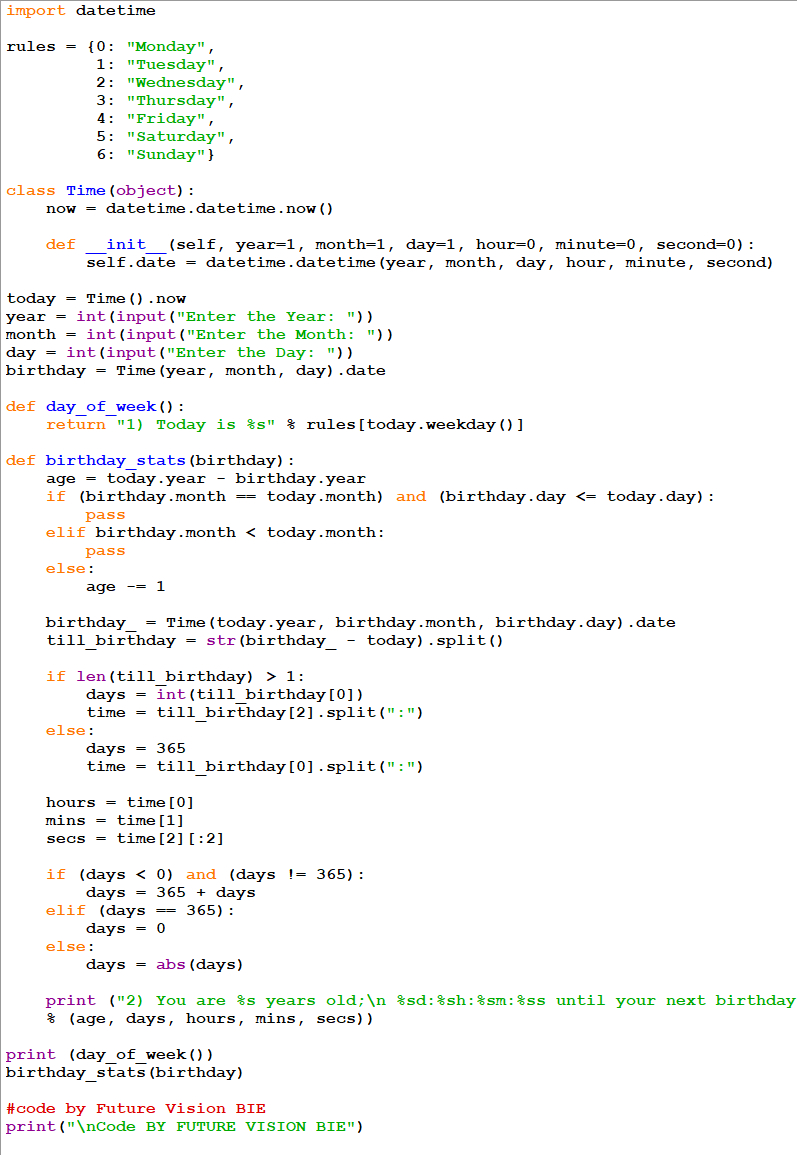 import datetime
rules = {0: "Monday",
1: "Tuesday",
2: "Wednesday",
3: "Thursday",
4: "Friday",
5: "Saturday",
6: "Sunday"}
class Time(object):
now = datetime.datetime.now()
def __init__(self, year=1, month=1, day=1, hour=0, minute=0, second=0):
self.date = datetime.datetime(year, month, day, hour, minute, second)
today = Time().now
year = int(input("Enter the Year: "))
month = int(input("Enter the Month: "))
day = int(input("Enter the Day: "))
birthday = Time(year, month, day).date
def day_of_week():
return "1) Today is %s" % rules[today.weekday()]
def birthday_stats(birthday):
age = today.year - birthday.year
if (birthday.month == today.month) and (birthday.day <= today.day):
pass
elif birthday.month < today.month:
pass
else:
age -= 1
birthday_ = Time(today.year, birthday.month, birthday.day).date
till_birthday = str(birthday_ - today).split()
if len(till_birthday) > 1:
days = int(till_birthday[0])
time = till_birthday[2].split(":")
else:
days = 365
time = till_birthday[0].split(":")
hours = time[0]
mins = time[1]
secs = time[2][:2]
if (days < 0) and (days != 365):
days = 365 + days
elif (days == 365):
days = 0
else:
days = abs(days)
print ("2) You are %s years old;\n %sd:%sh:%sm:%ss until your next birthday
% (age, days, hours, mins, secs))
print (day_of_week())
birthday_stats(birthday)
#code by Future Vision BIE
print("\nCode BY FUTURE VISION BIE")